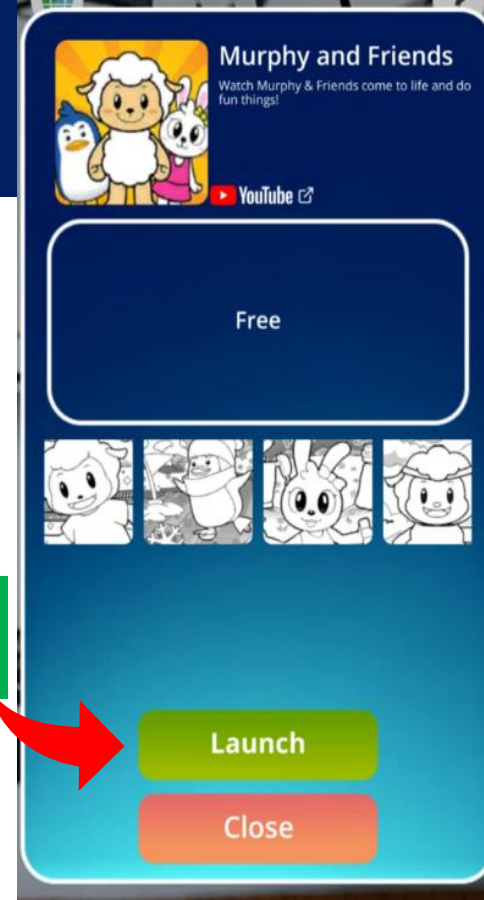 Murphy and Friends
Watch Murphy & Friends come to life and do
fun things!
YouTube
Free
Launch
Close